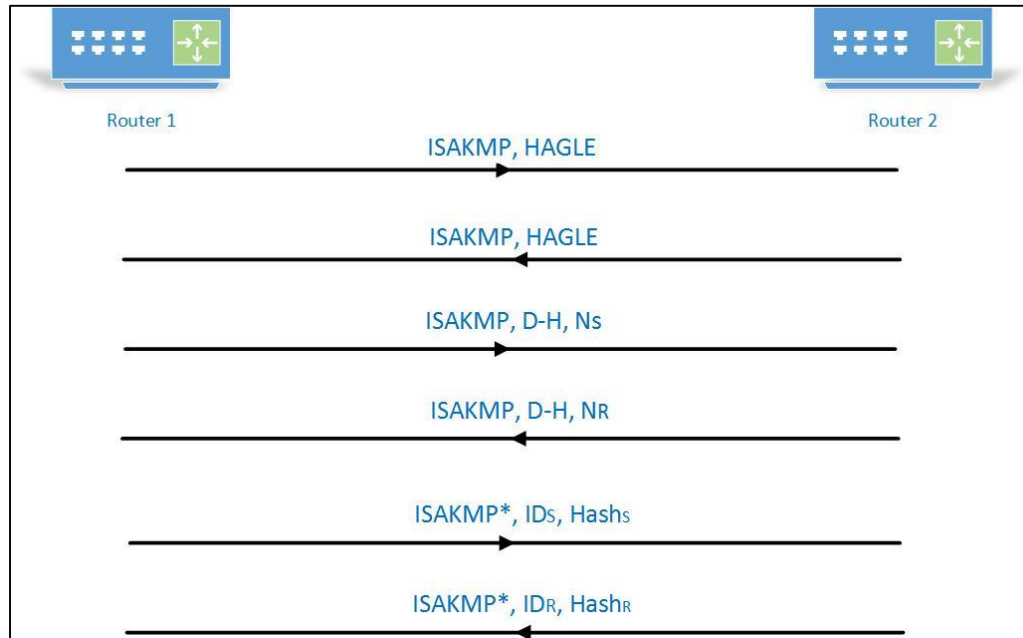 Router 1
Router 2
ISAKMP, HAGLE
ISAKMP, HAGLE
ISAKMP, D-H, Ns
ISAKMP, D-H, NR
ISAKMP*, IDS, HashS
ISAKMP*, IDR, HashR